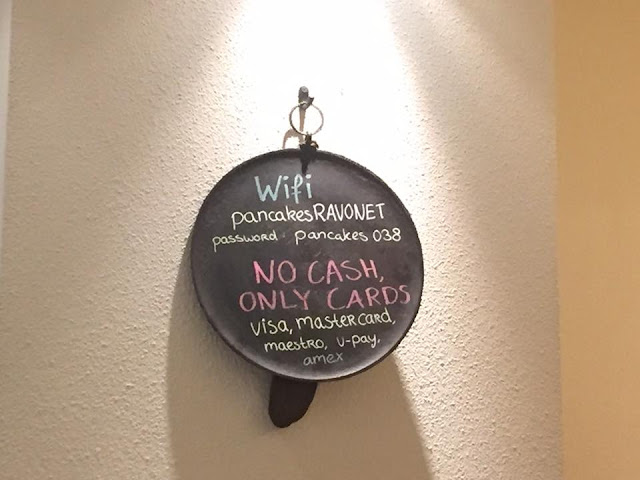 Wifi
pancakesRAVONET
password: pancakes 038
NO CASH,
ONLY CARDS
visa, mastercard,
maestro, v-pay,
amex